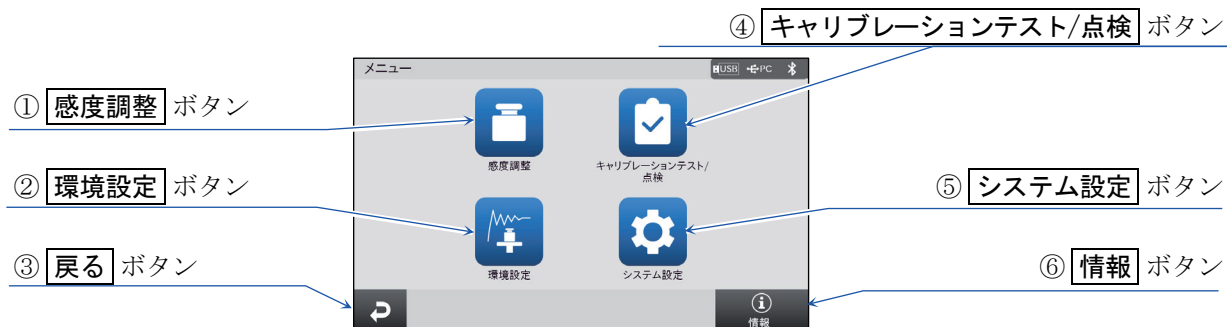 ④ キャリブレーションテスト/点検 ボタン
メニュー
USB PC
① 感度調整 ボタン
感度調整
キャリブレーションテスト/
点検
② 環境設定 ボタン
⑤ システム設定 ボタン
環境設定
システム設定
③ 戻る ボタン
⑥ 情報 ボタン
情報